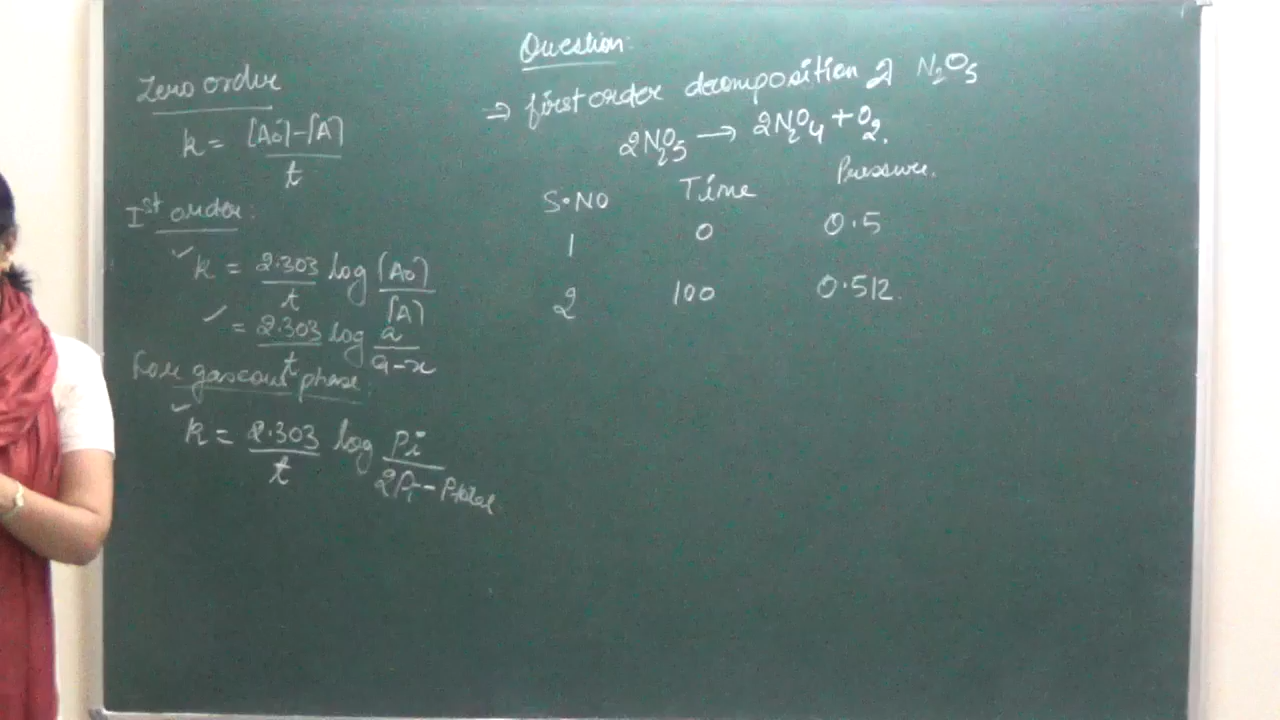 Zero order
k = [A₀]-[A] / t
Ist order:
✓ k = 2.303 / t log [A₀] / [A]
✓ = 2.303 / t log a / a-x
For gaseous phase:
✓ k = 2.303 / t log Pi / 2Pi - Ptotal
Question:
⇒ first order decomposition 2 N₂O₅
2N₂O₅ → 2N₂O₄ + O₂.
S.NO Time Pressure.
1 0 0.5
2 100 0.512.